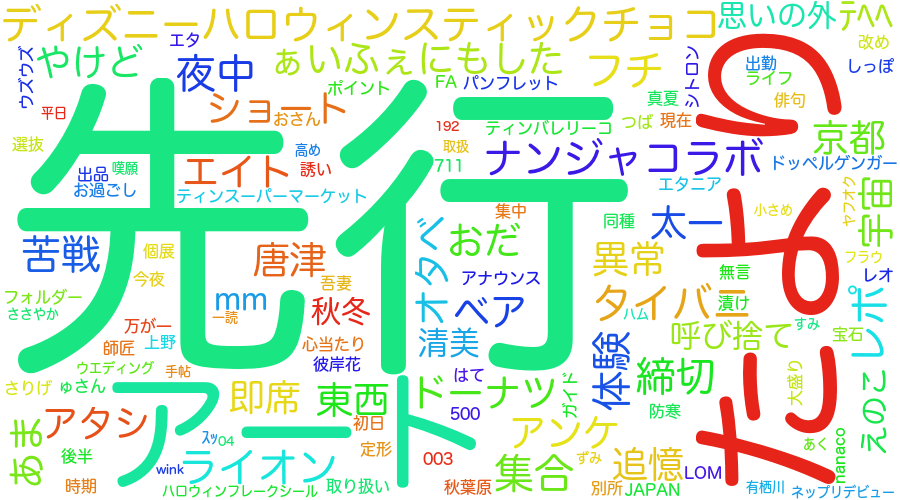 ディズニーハロウィンスティックチョコ
思いの外
テヘヘ
エタ
ウズウズ
やけど
夜中
ぁいふぇにもした
フチ
シトロン
改め
出勤
ライフ
しっぽ
平日
ショート
おさん
ポイント
FA
パンフレット
真夏
俳句
先行
だより
選抜
出品
嘆願
お過ごし
エイト
高め
誘い
192
取扱
711
ティンバレリーコ
つば
現在
ナンジャコラボ
京都
ドッペルゲンガー
ティンスーパーマーケット
集中
エタニア
同種
太一
小さめ
ヤフオク
宇宙
苦戦
個展
今夜
唐津
吾妻
オタベ
おだ
異常
無言
フラウ
レオ
フォルダー
ささやか
mm
一読
秋冬
アナウンス
ベア
タイバニ
漬け
ハム
すみ
宝石
レポ
万が一
師匠
上野
心当たり
彼岸花
清美
呼び捨て
体験
ウエディング
手帖
さりげ
ゅさん
アート
即席
東西
はて
ドーナツ
ガイド
締切
大盛り
えのこ
防寒
アタシ
初日
500
アンケ
あま
後半
スッ
04
定形
003
集合
ずみ
追憶
LOM
あく
nanaco
時期
wink
ライオン
ハロウィンフレークシール
取り扱い
秋葉原
別所
JAPAN
有栖川
ネップリデビュー